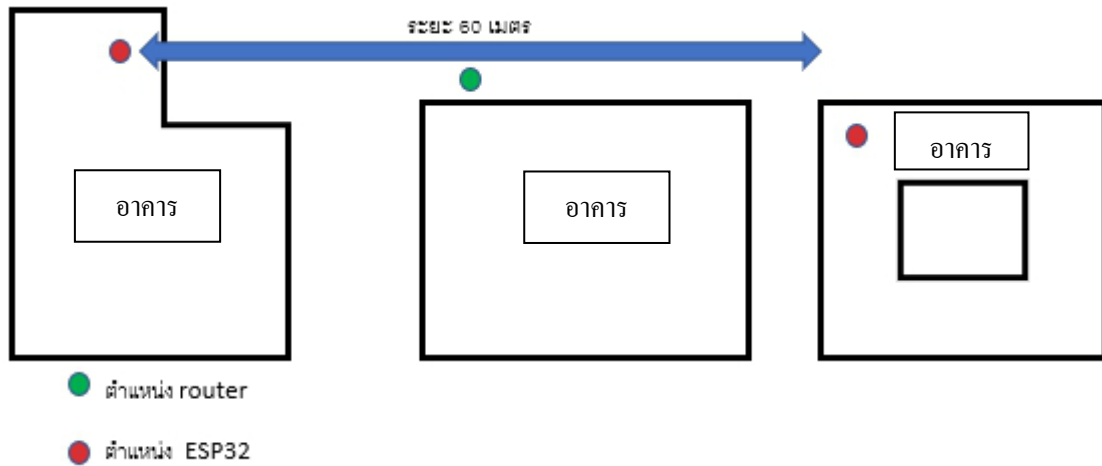 ระยะ 60 เมตร
อาคาร
อาคาร
อาคาร
ตำแหน่ง router
ตำแหน่ง ESP32